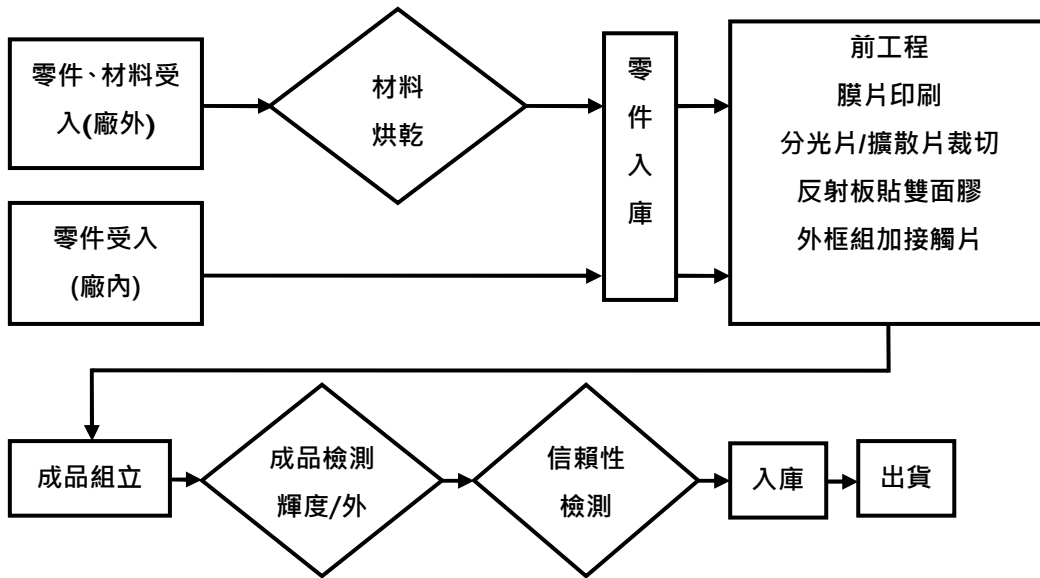 零件、材料受
入(廠外)
材料
烘乾
零
件
入
庫
前工程
膜片印刷
分光片/擴散片裁切
反射板貼雙面膠
外框組加接觸片
零件受入
(廠內)
成品組立
成品檢測
輝度/外
信賴性
檢測
入庫
出貨